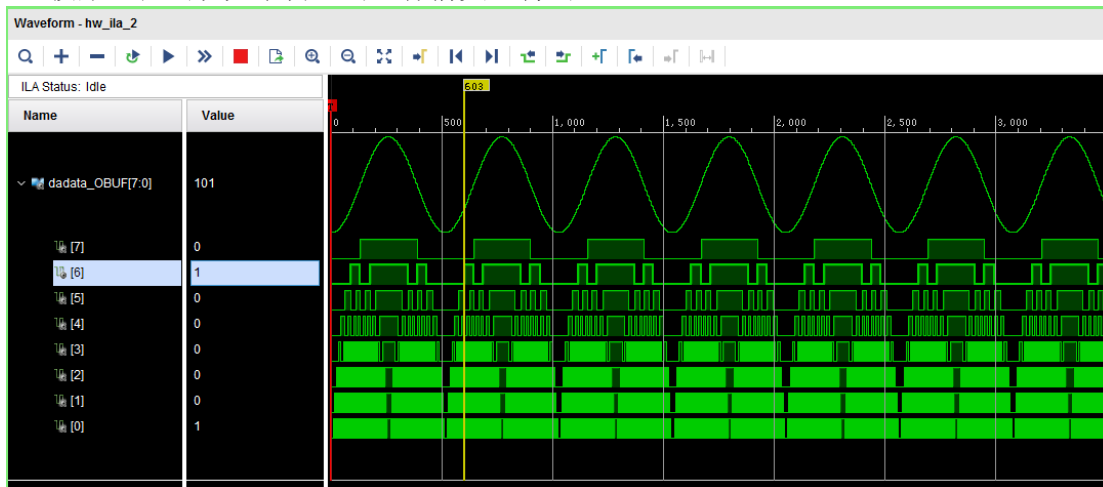 Waveform - hw_ila_2
ILA Status: Idle
603
Name Value
0 500 1,000 1,500 2,000 2,500 3,000
dadata_OBUF[7:0] 101
[7] 0
[6] 1
[5] 0
[4] 0
[3] 0
[2] 0
[1] 0
[0] 1